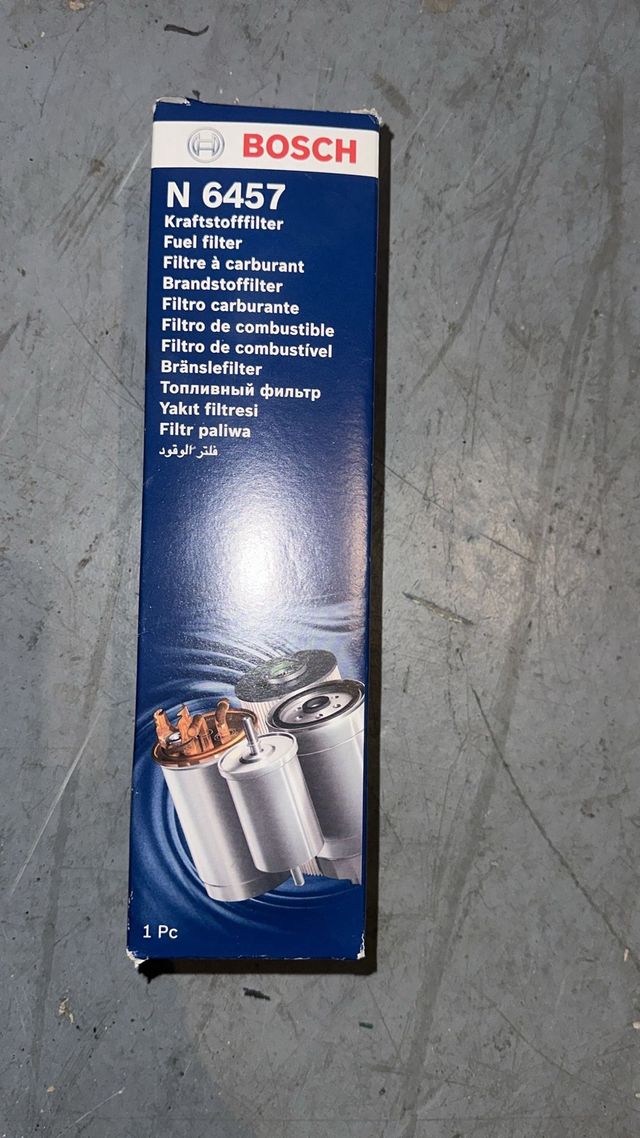 BOSCH
N 6457
Kraftstofffilter
Fuel filter
Filtre à carburant
Brandstoffilter
Filtro carburante
Filtro de combustible
Filtro de combustível
Bränslefilter
Топливный фильтр
Yakıt filtresi
Filtr paliwa
فلتر الوقود
1 Pc